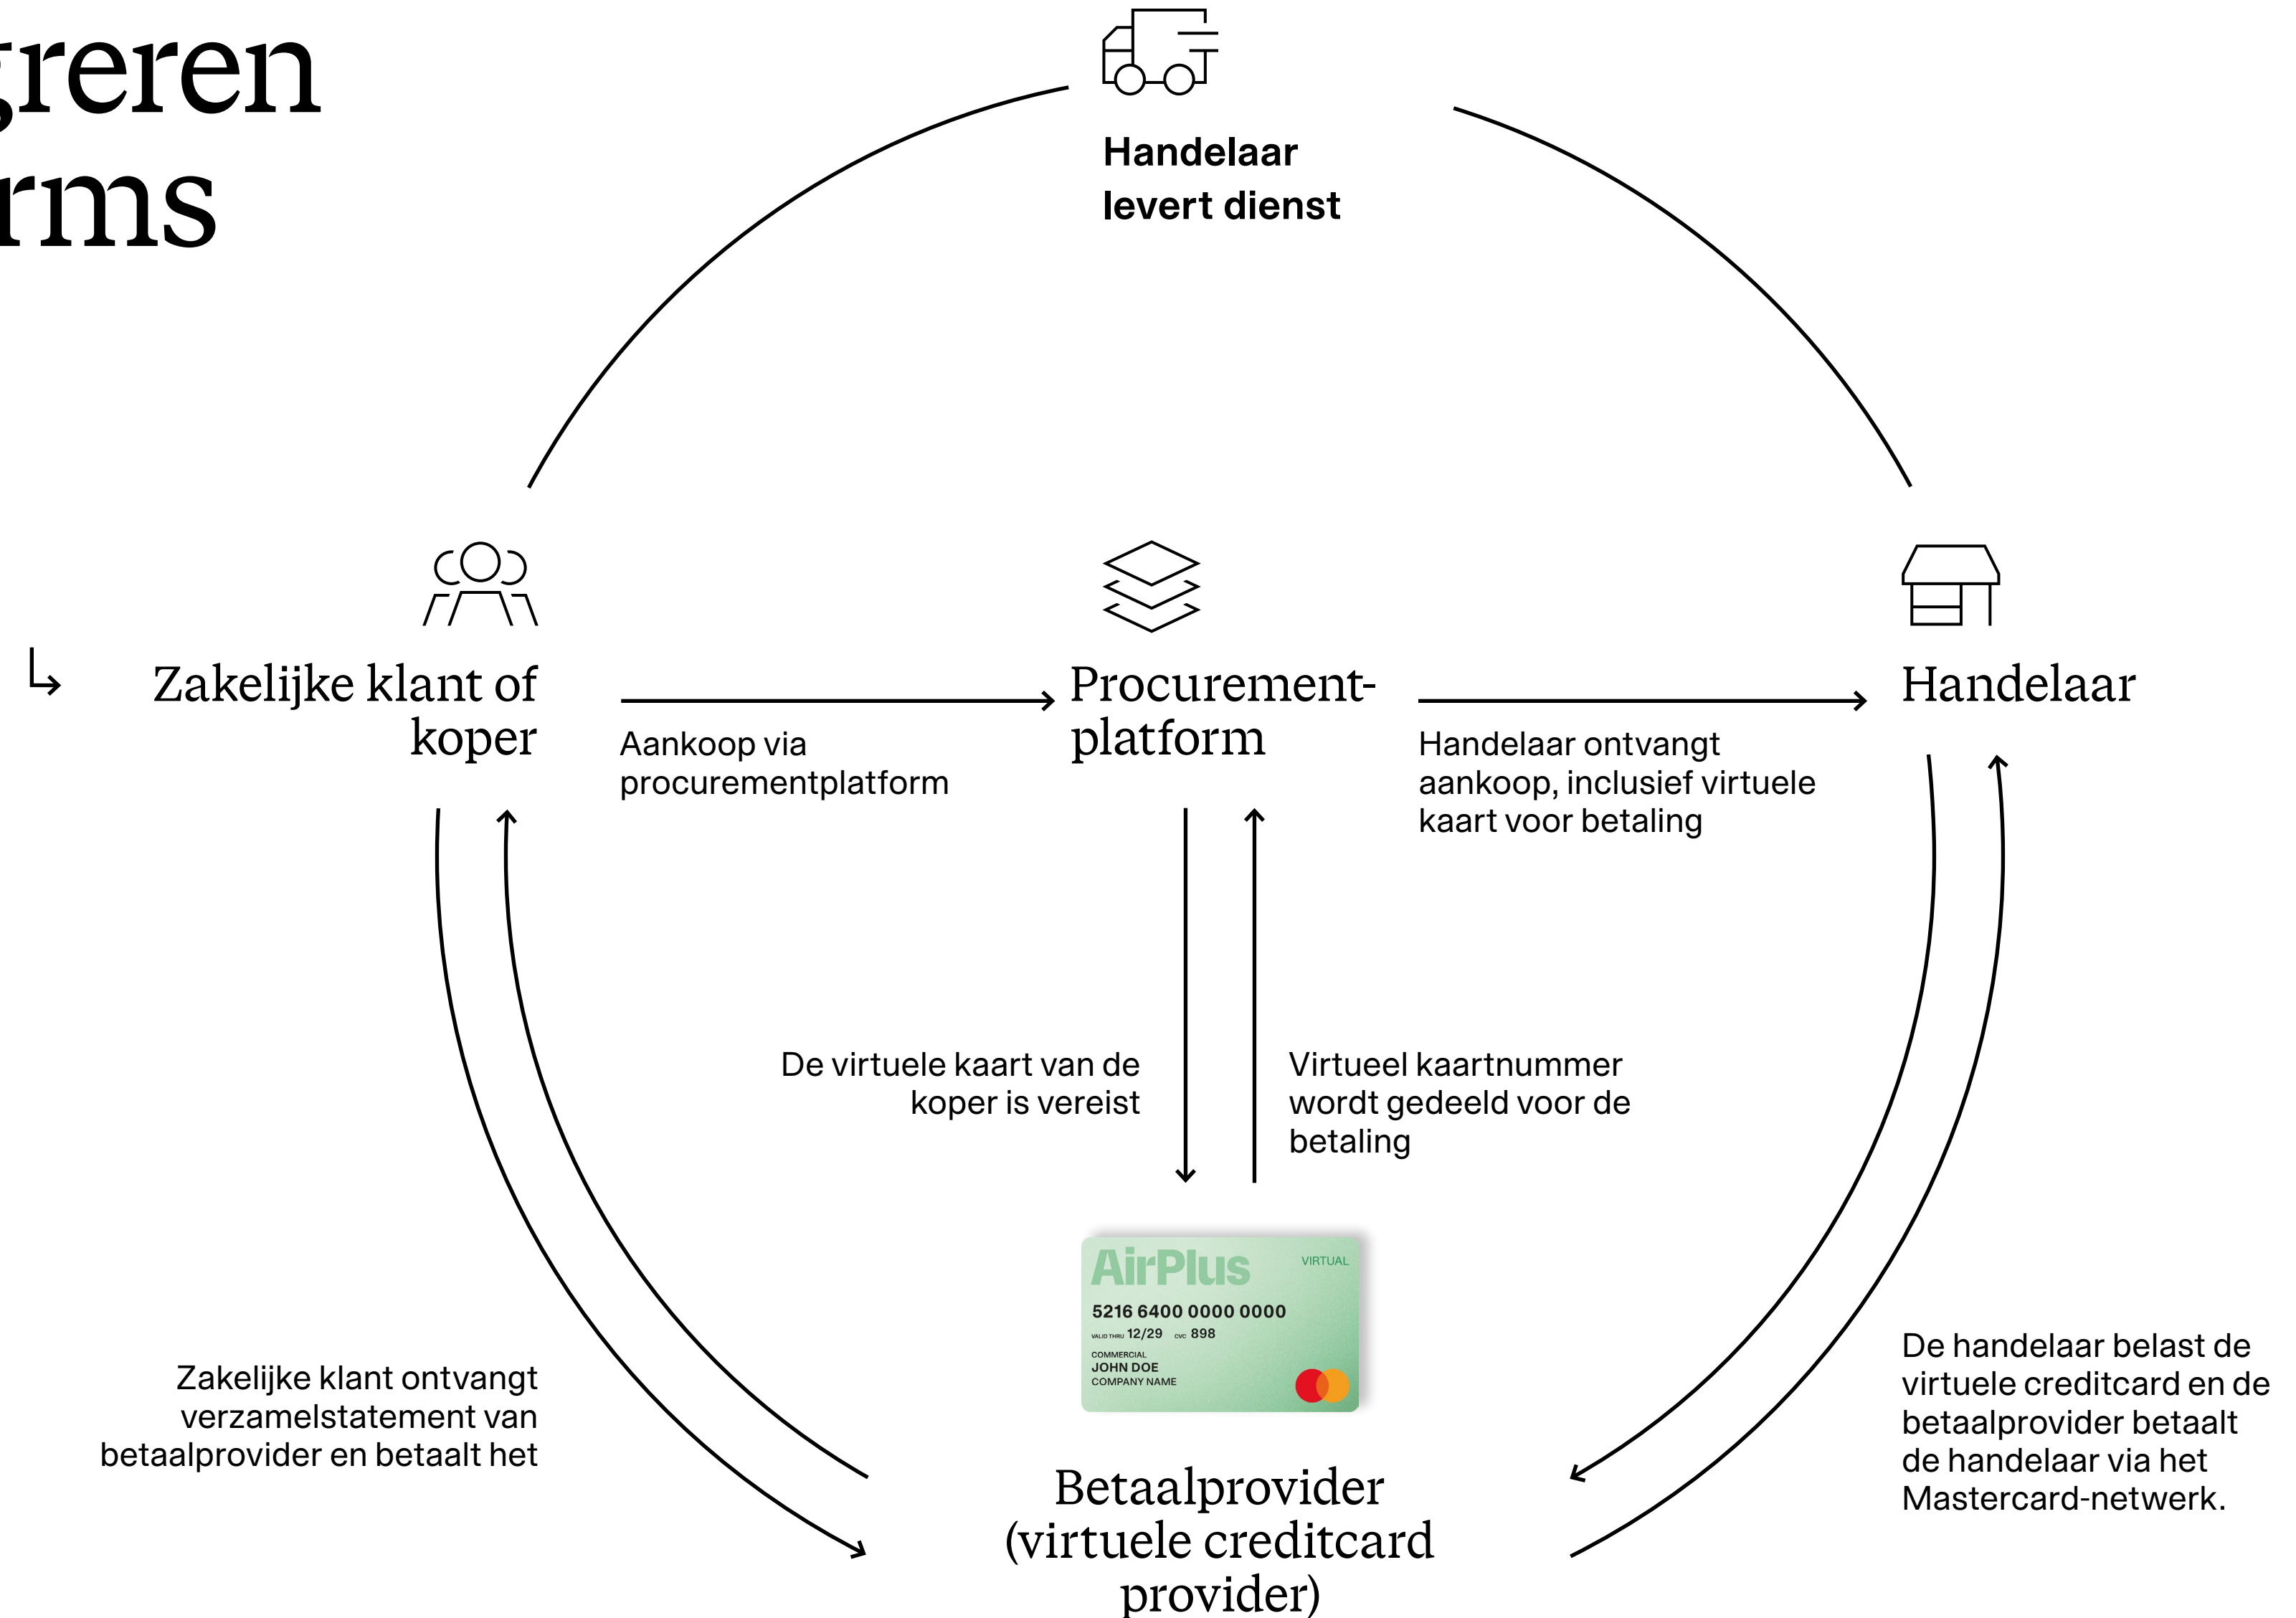 greren
rms
Handelaar
levert dienst
Zakelijke klant of
koper
Aankoop via
procurementplatform
Procurement-
platform
Handelaar ontvangt
aankoop, inclusief virtuele
kaart voor betaling
Handelaar
De virtuele kaart van de
koper is vereist
Virtueel kaartnummer
wordt gedeeld voor de
betaling
AirPlus
VIRTUAL
5216 6400 0000 0000
VALID THRU 12/29 CVC 898
COMMERCIAL
JOHN DOE
COMPANY NAME
Zakelijke klant ontvangt
verzamelstatement van
betaalprovider en betaalt het
De handelaar belast de
virtuele creditcard en de
betaalprovider betaalt
de handelaar via het
Mastercard-netwerk.
Betaalprovider
(virtuele creditcard
provider)